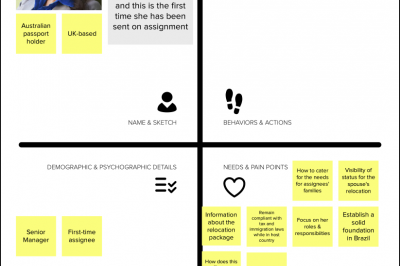 and this is the first
time she has been
sent on assignment
Australian
passport
holder
UK-based
NAME & SKETCH
BEHAVIORS & ACTIONS
DEMOGRAPHIC & PSYCHOGRAPHIC DETAILS
NEEDS & PAIN POINTS
How to cater
for the needs
for assignees'
families
Visibility of
status for the
spouse's
relocation
Senior
Manager
First-time
assignee
Information
about the
relocation
package
Remain
compliant with
tax and
immigration laws
while in host
country
Focus on her
roles &
responsibilities
Establish a
solid
foundation
in Brazil
How does this